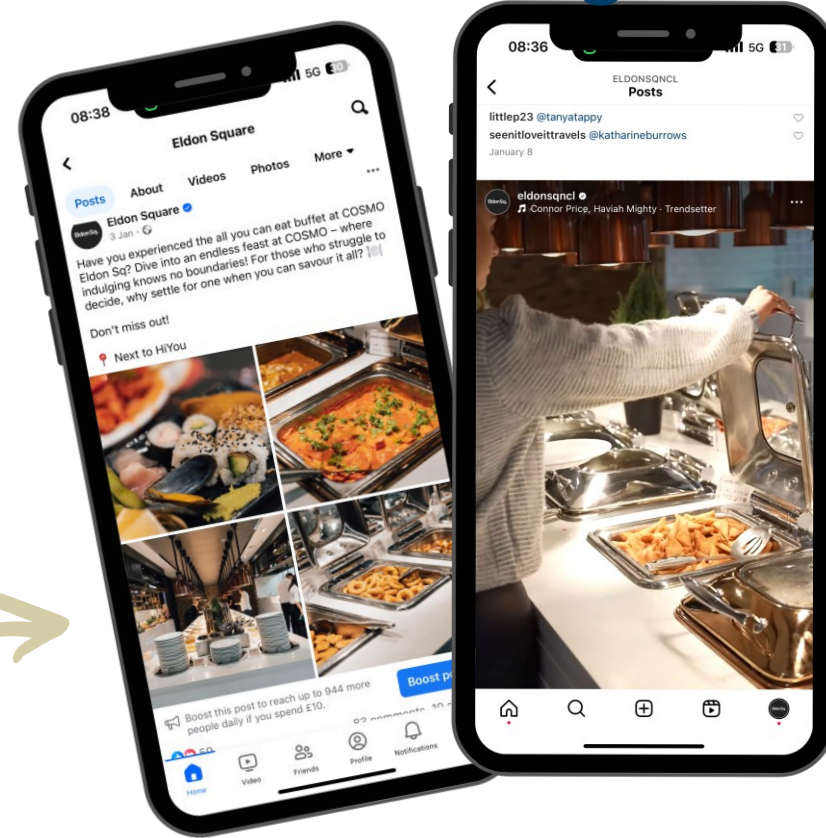 08:38
5G 30
Eldon Square
Posts About Videos Photos More
Eldon Square
3 Jan
Have you experienced the all you can eat buffet at COSMO
Eldon Sq? Dive into an endless feast at COSMO – where
indulging knows no boundaries! For those who struggle to
decide, why settle for one when you can savour it all? 🍽️
Don't miss out!
📍 Next to HiYou
Boost this post to reach up to 944 more
people daily if you spend £10.
Boost
Home Video Friends Profile Notifications
08:36
5G 31
ELDONSQNCL
Posts
littlep23 @tanyatappy
seenitloveittravels @katharineburrows
January 8
EldonSq.
eldonsqncl
Connor Price, Haviah Mighty · Trendsetter